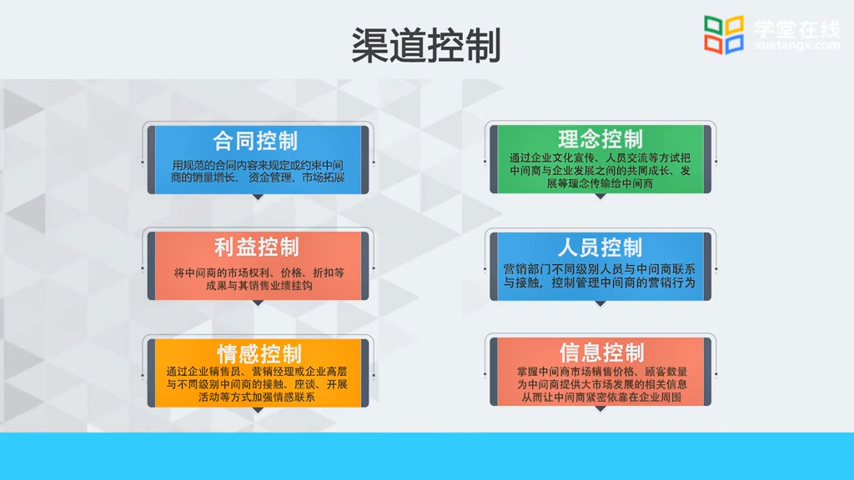 渠道控制
学堂在线
xuetangx.com
合同控制
用规范的合同内容来规定或约束中间
商的销量增长、资金管理、市场拓展
理念控制
通过企业文化宣传、人员交流等方试把
中间商与企业发展之间的共同成长、发
展等理念传输给中间商
利益控制
将中间商的市场权利、价格、折扣等
成果与其销售业绩挂钩
人员控制
营销部门不同级别人员与中间商联系
与接触，控制管理中间商的营销行为
情感控制
通过企业销售员、营销经理或企业高层
与不同级别中间商的接触、座谈、开展
活动等方式加强情感联系
信息控制
掌握中间商市场销售价格、顾客数量
为中间商提供大市场发展的相关信息
从而让中间商紧密依靠在企业周围